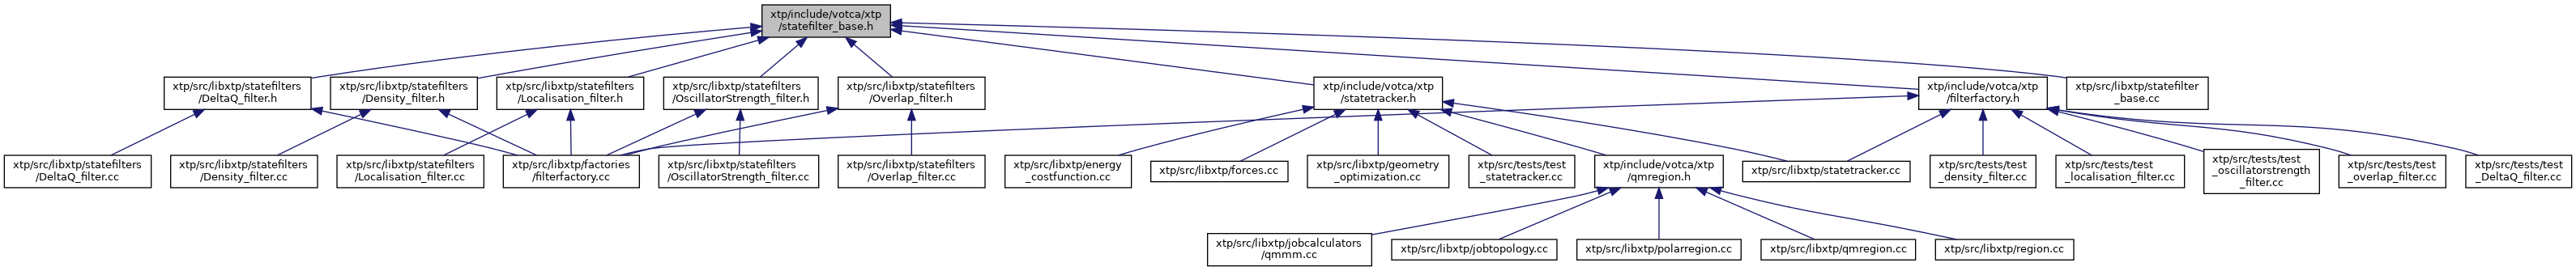 xtp/include/votca/xtp
/statefilter_base.h
xtp/src/libxtp/statefilters
/DeltaQ_filter.h
xtp/src/libxtp/statefilters
/Density_filter.h
xtp/src/libxtp/statefilters
/Localisation_filter.h
xtp/src/libxtp/statefilters
/OscillatorStrength_filter.h
xtp/src/libxtp/statefilters
/Overlap_filter.h
xtp/include/votca/xtp
/statetracker.h
xtp/include/votca/xtp
/filterfactory.h
xtp/src/libxtp/statefilter
_base.cc
xtp/src/libxtp/statefilters
/DeltaQ_filter.cc
xtp/src/libxtp/statefilters
/Density_filter.cc
xtp/src/libxtp/statefilters
/Localisation_filter.cc
xtp/src/libxtp/factories
/filterfactory.cc
xtp/src/libxtp/statefilters
/OscillatorStrength_filter.cc
xtp/src/libxtp/statefilters
/Overlap_filter.cc
xtp/src/libxtp/energy
_costfunction.cc
xtp/src/libxtp/forces.cc
xtp/src/libxtp/geometry
_optimization.cc
xtp/src/tests/test
_statetracker.cc
xtp/include/votca/xtp
/qmregion.h
xtp/src/libxtp/statetracker.cc
xtp/src/tests/test
_density_filter.cc
xtp/src/tests/test
_localisation_filter.cc
xtp/src/tests/test
_oscillatorstrength
_filter.cc
xtp/src/tests/test
_overlap_filter.cc
xtp/src/tests/test
_DeltaQ_filter.cc
xtp/src/libxtp/jobcalculators
/qmmm.cc
xtp/src/libxtp/jobtopology.cc
xtp/src/libxtp/polarregion.cc
xtp/src/libxtp/qmregion.cc
xtp/src/libxtp/region.cc